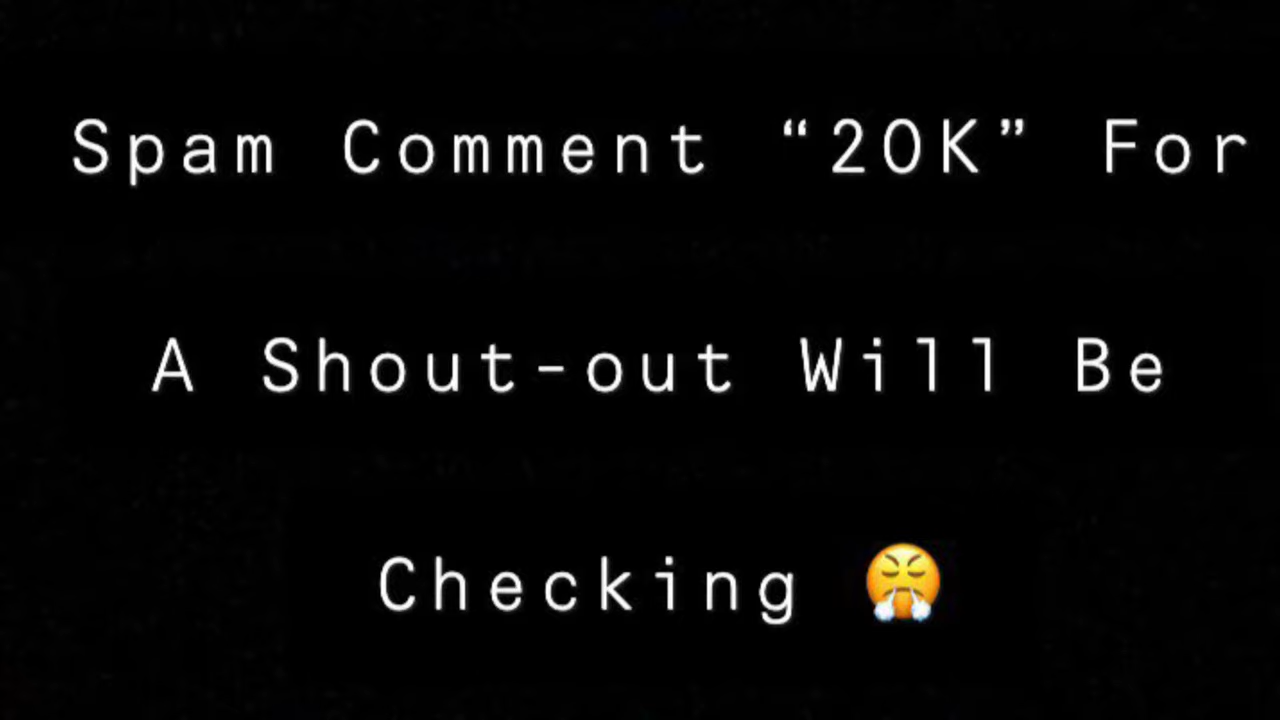 Spam Comment “20K” For
A Shout-out Will Be
Checking 😤